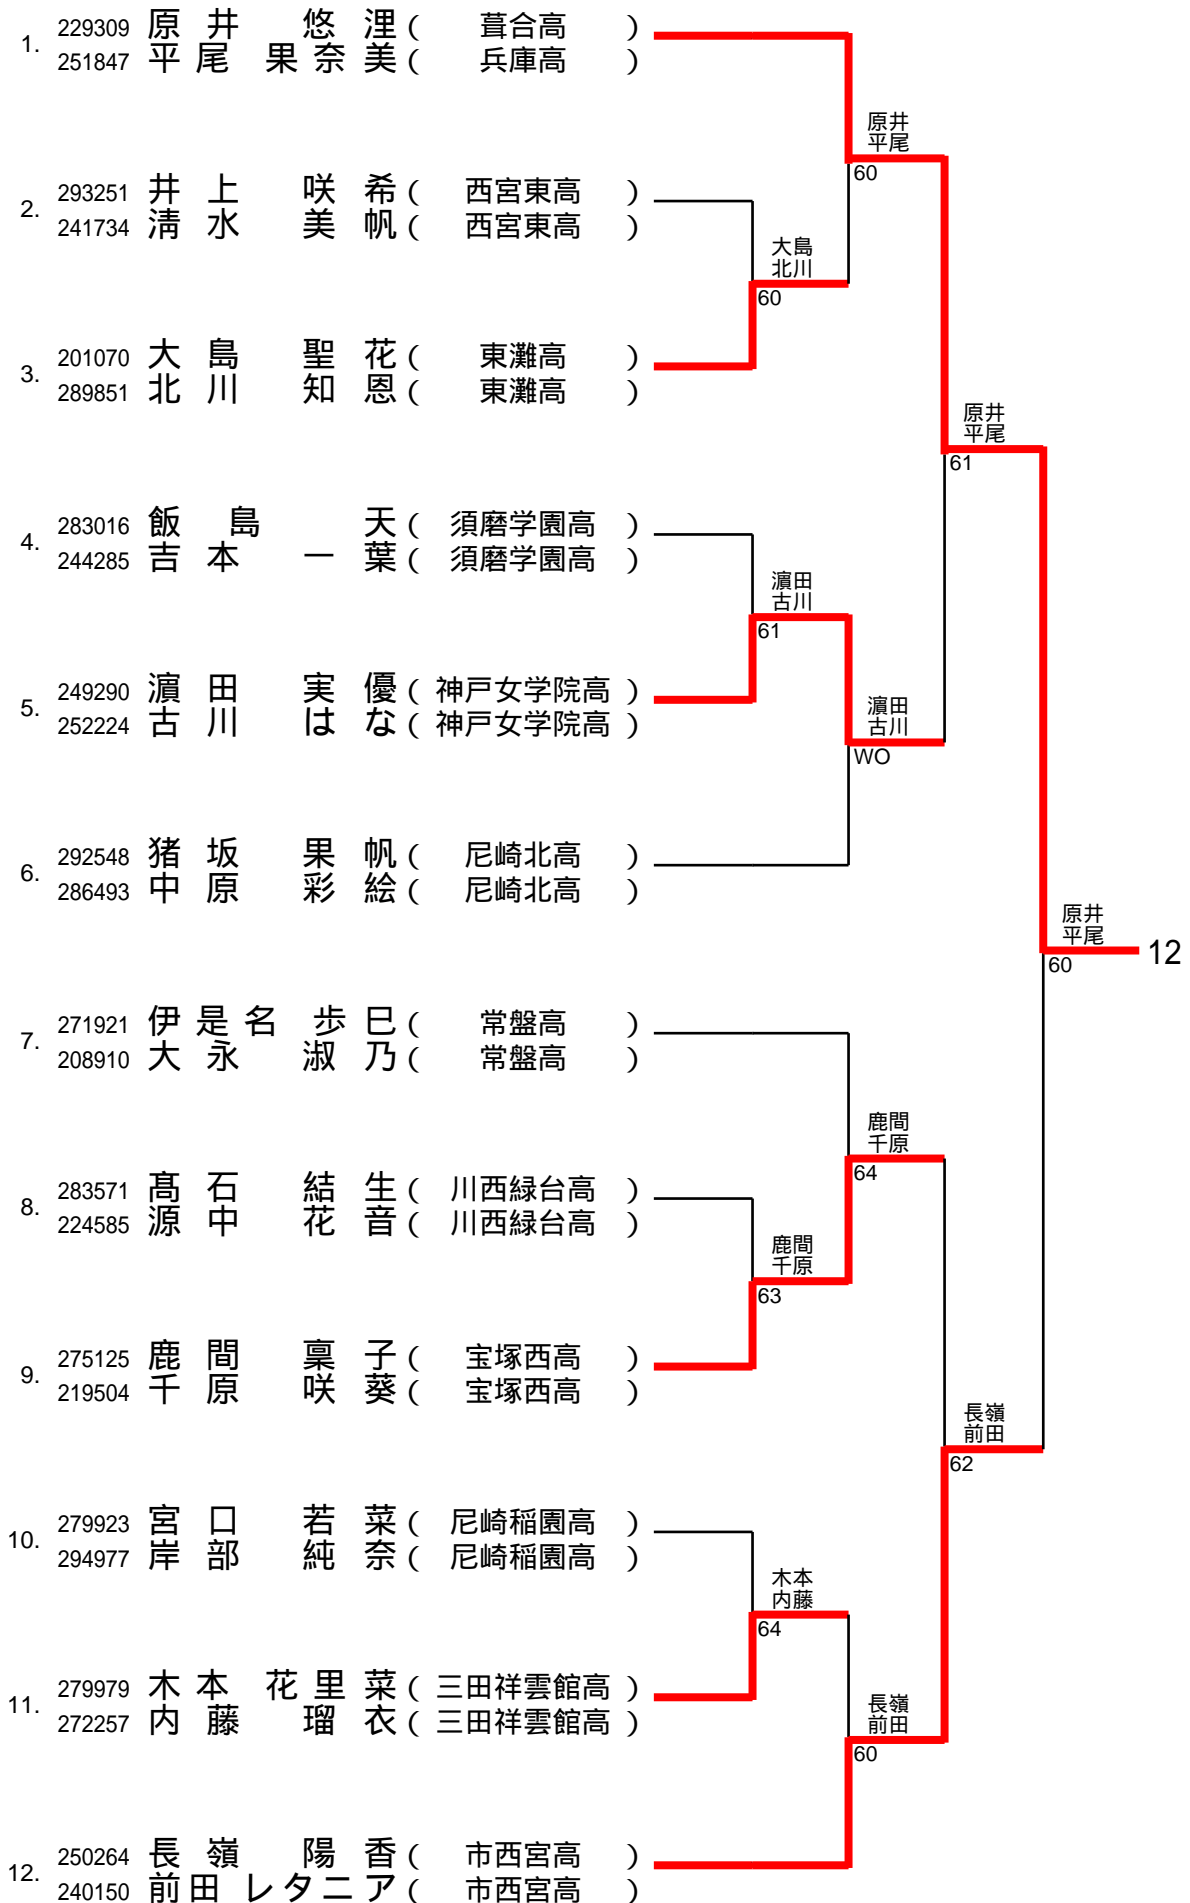 1. 229309 原井 悠浬 ( 葺合高 )
251847 平尾 果奈美 ( 兵庫高 )
原井
平尾
60
2. 293251 井上 咲希 ( 西宮東高 )
241734 淸水 美帆 ( 西宮東高 )
大島
北川
60
3. 201070 大島 聖花 ( 東灘高 )
289851 北川 知恩 ( 東灘高 )
原井
平尾
61
4. 283016 飯島 天 ( 須磨学園高 )
244285 吉本 一葉 ( 須磨学園高 )
濵田
古川
61
5. 249290 濵田 実優 ( 神戸女学院高 )
252224 古川 はな ( 神戸女学院高 )
濵田
古川
WO
6. 292548 猪坂 果帆 ( 尼崎北高 )
286493 中原 彩絵 ( 尼崎北高 )
原井
平尾
60
12
7. 271921 伊是名 歩巳 ( 常盤高 )
208910 大永 淑乃 ( 常盤高 )
鹿間
千原
64
8. 283571 髙石 結生 ( 川西緑台高 )
224585 源中 花音 ( 川西緑台高 )
鹿間
千原
63
9. 275125 鹿間 稟子 ( 宝塚西高 )
219504 千原 咲葵 ( 宝塚西高 )
長嶺
前田
62
10. 279923 宮口 若菜 ( 尼崎稲園高 )
294977 岸部 純奈 ( 尼崎稲園高 )
木本
内藤
64
11. 279979 木本 花里菜 ( 三田祥雲館高 )
272257 内藤 瑠衣 ( 三田祥雲館高 )
長嶺
前田
60
12. 250264 長嶺 陽香 ( 市西宮高 )
240150 前田 レタニア ( 市西宮高 )